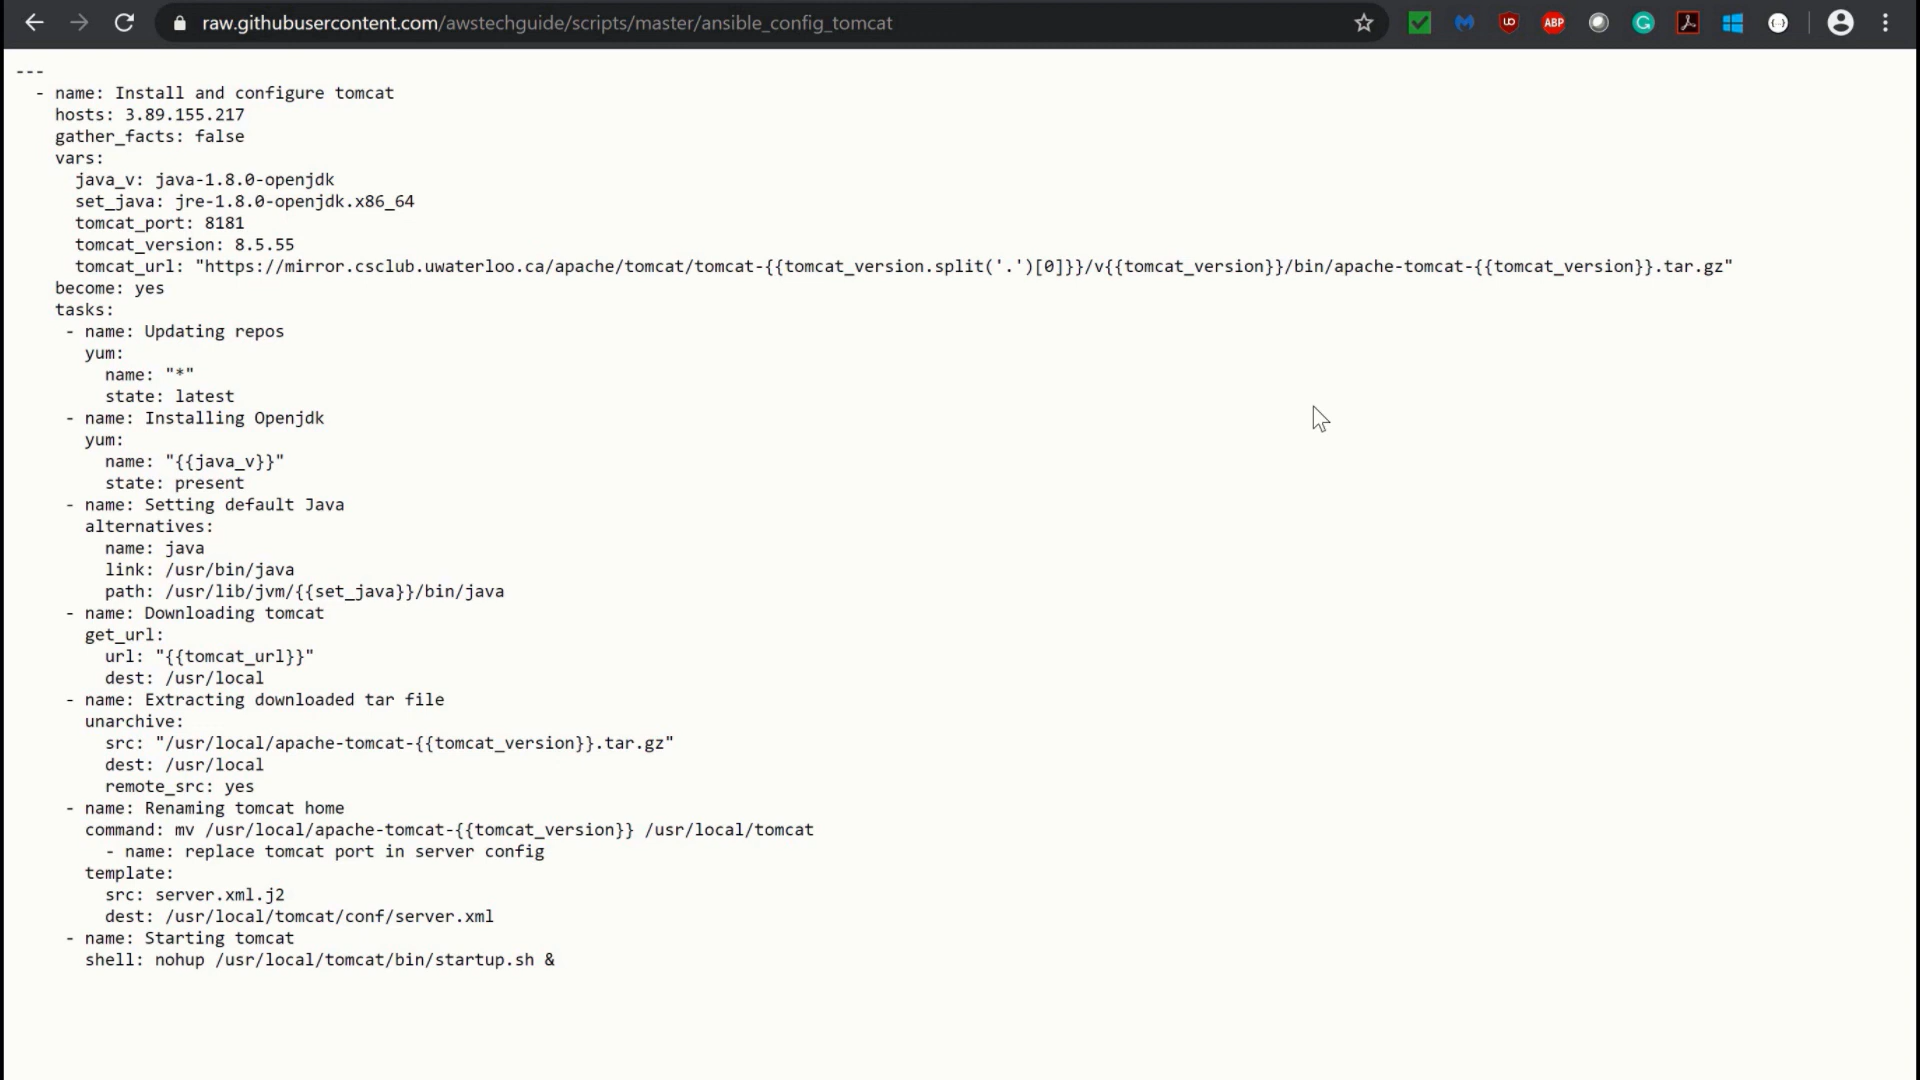 raw.githubusercontent.com/awstechguide/scripts/master/ansible_config_tomcat
UD
ABP
---
  - name: Install and configure tomcat
    hosts: 3.89.155.217
    gather_facts: false
    vars:
      java_v: java-1.8.0-openjdk
      set_java: jre-1.8.0-openjdk.x86_64
      tomcat_port: 8181
      tomcat_version: 8.5.55
      tomcat_url: "https://mirror.csclub.uwaterloo.ca/apache/tomcat/tomcat-{{tomcat_version.split('.')[0]}}/v{{tomcat_version}}/bin/apache-tomcat-{{tomcat_version}}.tar.gz"
    become: yes
    tasks:
     - name: Updating repos
       yum:
         name: "*"
         state: latest
     - name: Installing Openjdk
       yum:
         name: "{{java_v}}"
         state: present
     - name: Setting default Java
       alternatives:
         name: java
         link: /usr/bin/java
         path: /usr/lib/jvm/{{set_java}}/bin/java
     - name: Downloading tomcat
       get_url:
         url: "{{tomcat_url}}"
         dest: /usr/local
     - name: Extracting downloaded tar file
       unarchive:
         src: "/usr/local/apache-tomcat-{{tomcat_version}}.tar.gz"
         dest: /usr/local
         remote_src: yes
     - name: Renaming tomcat home
       command: mv /usr/local/apache-tomcat-{{tomcat_version}} /usr/local/tomcat
         - name: replace tomcat port in server config
       template:
         src: server.xml.j2
         dest: /usr/local/tomcat/conf/server.xml
     - name: Starting tomcat
       shell: nohup /usr/local/tomcat/bin/startup.sh &